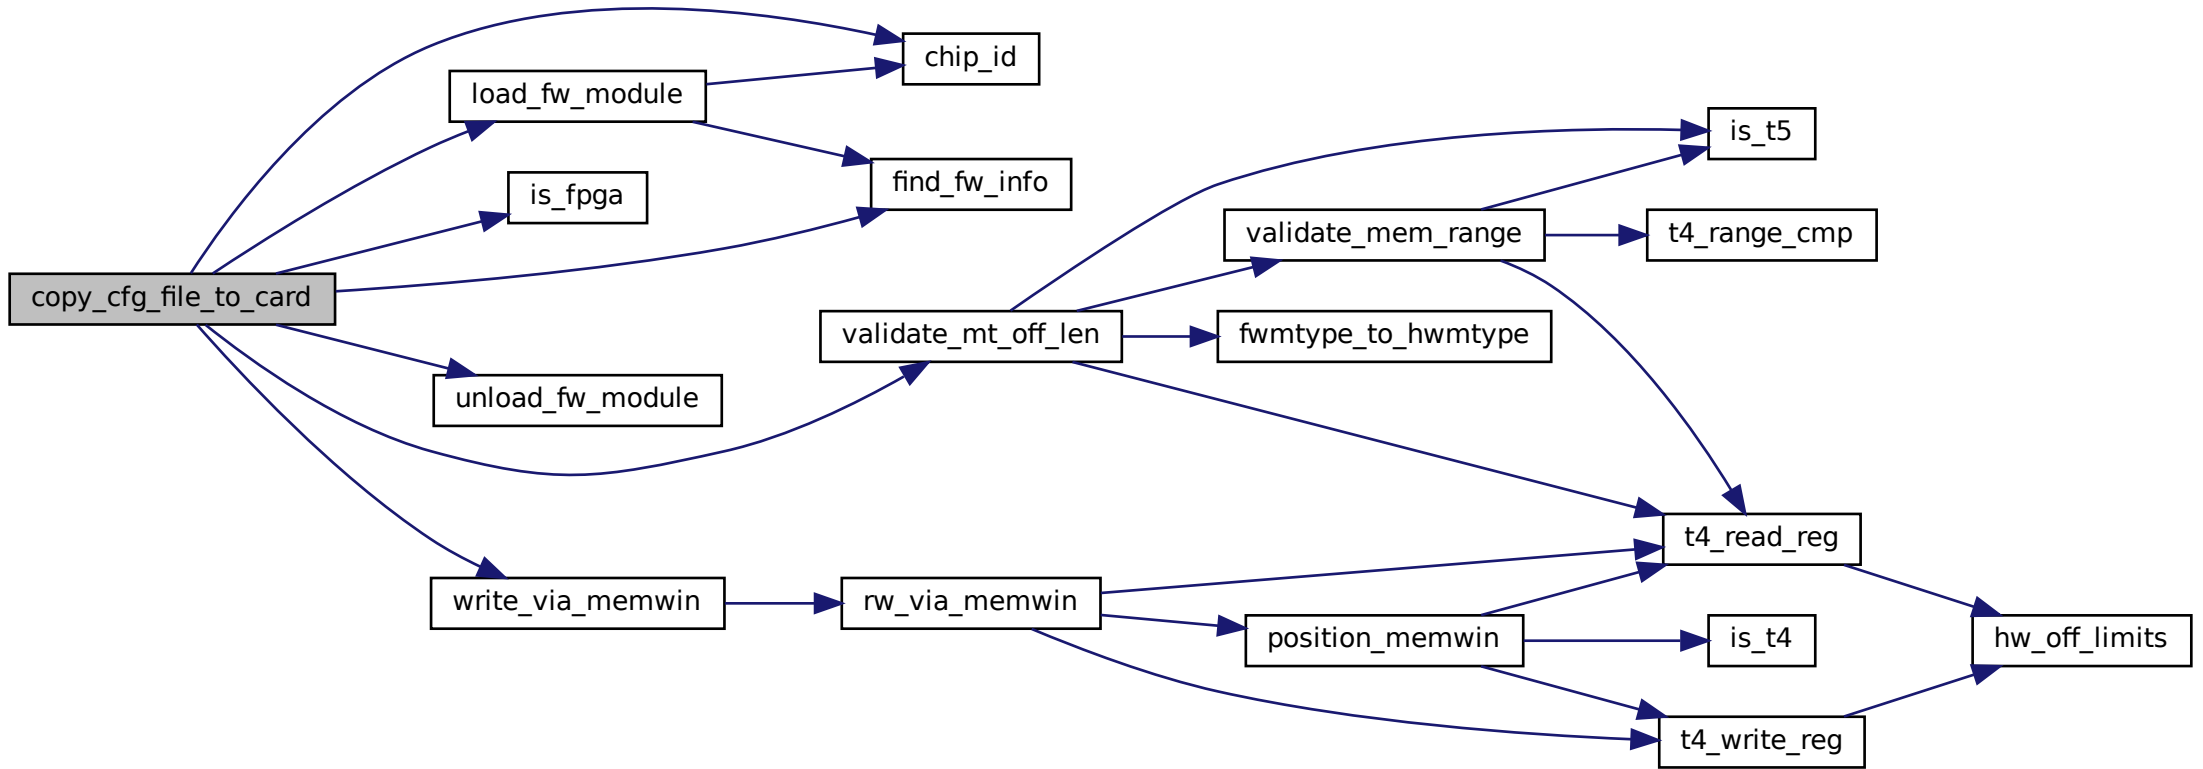 chip_id
load_fw_module
is_t5
find_fw_info
is_fpga
validate_mem_range
t4_range_cmp
copy_cfg_file_to_card
validate_mt_off_len
fwmtype_to_hwmtype
unload_fw_module
t4_read_reg
write_via_memwin
rw_via_memwin
position_memwin
is_t4
hw_off_limits
t4_write_reg